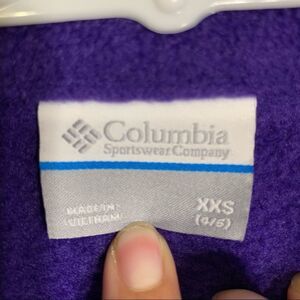 Columbia
Sportswear Company
XXS
(4/5)
MADE IN
VIETNAM